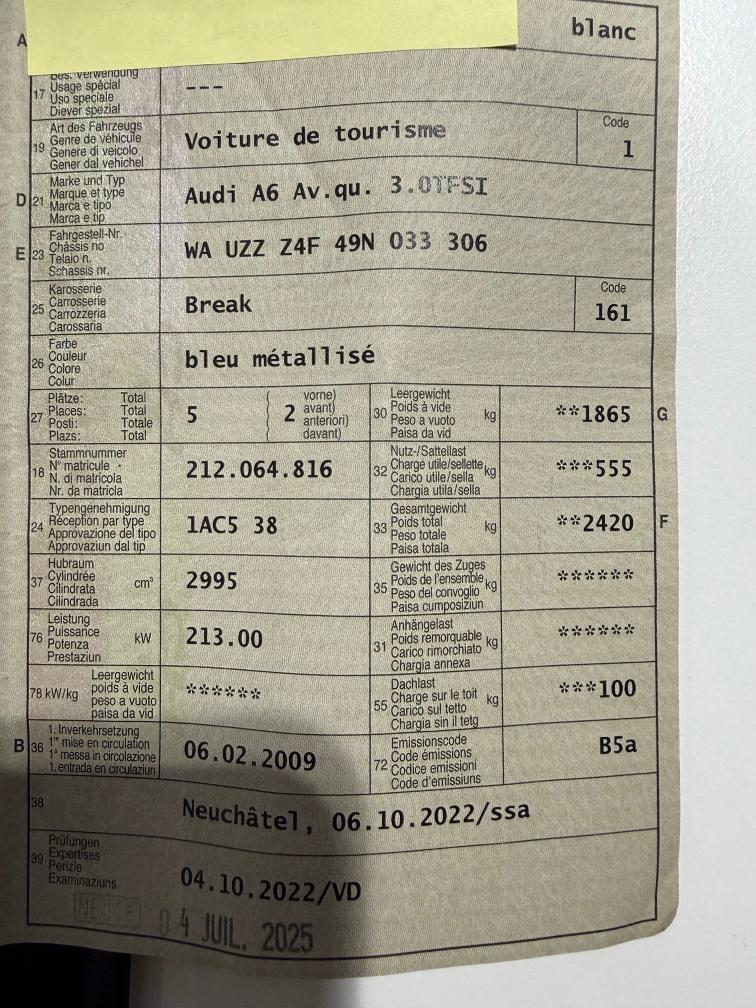 A
blanc
17 Bes. Verwendung
Usage spécial
Uso speciale
Diever spezial
---
19 Art des Fahrzeugs
Genre de véhicule
Genere di veicolo
Gener dal vehichel
Voiture de tourisme
Code
1
D 21 Marke und Typ
Marque et type
Marca e tipo
Marca e tip
Audi A6 Av.qu. 3.0TFSI
E 23 Fahrgestell-Nr.
Châssis no
Telaio n.
Schassis nr.
WA UZZ Z4F 49N 033 306
25 Karosserie
Carrosserie
Carrozzeria
Carossaria
Break
Code
161
26 Farbe
Couleur
Colore
Colur
bleu métallisé
27 Plätze: Total
Places: Total
Posti: Totale
Plazs: Total
5
2
vorne)
avant)
anteriori)
davant)
30 Leergewicht
Poids à vide
Peso a vuoto
Paisa da vid
kg
**1865 G
18 Stammnummer
N° matricule
N. di matricola
Nr. da matricla
212.064.816
32 Nutz-/Sattellast
Charge utile/sellette
Carico utile/sella
Chargia utila/sella
kg
***555
24 Typengenehmigung
Réception par type
Approvazione del tipo
Approvaziun dal tip
1AC5 38
33 Gesamtgewicht
Poids total
Peso totale
Paisa totala
kg
**2420 F
37 Hubraum
Cylindrée
Cilindrata
Cilindrada
cm³
2995
35 Gewicht des Zuges
Poids de l'ensemble
Peso del convoglio
Paisa cumposiziun
kg
******
76 Leistung
Puissance
Potenza
Prestaziun
kW
213.00
31 Anhängelast
Poids remorquable
Carico rimorchiato
Chargia annexa
kg
******
78 kW/kg
Leergewicht
poids à vide
peso a vuoto
paisa da vid
******
55 Dachlast
Charge sur le toit
Carico sul tetto
Chargia sin il tetg
kg
***100
B 36 1. Inverkehrsetzung
1re mise en circulation
1a messa in circolazione
1. entrada en circulaziun
06.02.2009
72 Emissionscode
Code émissions
Codice emissioni
Code d'emissiuns
B5a
38
Neuchâtel, 06.10.2022/ssa
39 Prüfungen
Expertises
Perizie
Examinaziuns
04.10.2022/VD
04 JUIL. 2025